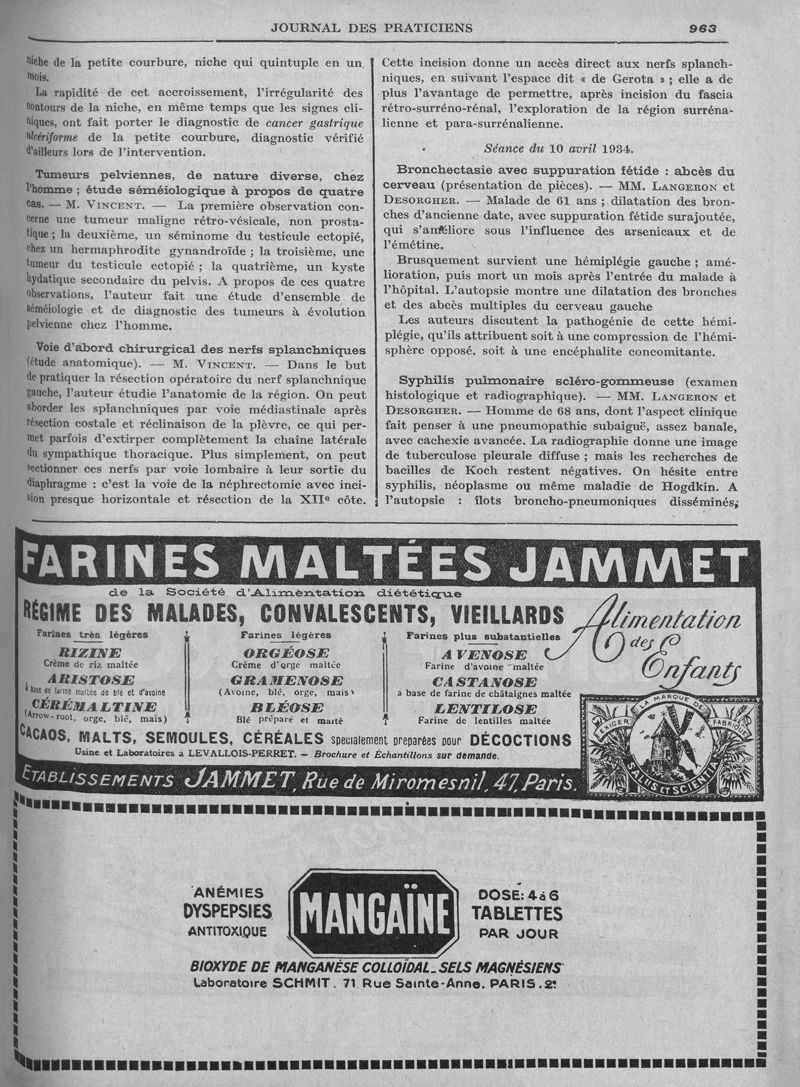 JOURNAL DES PRATICIENS 963
niche de la petite courbure, niche qui quintuple en un
mois.
La rapidité de cet accroissement, l'irrégularité des
contours de la niche, en même temps que les signes cli-
niques, ont fait porter le diagnostic de cancer gastrique
ulcériforme de la petite courbure, diagnostic vérifié
d'ailleurs lors de l'intervention.
Tumeurs pelviennes, de nature diverse, chez
l'homme ; étude séméiologique à propos de quatre
cas. — M. VINCENT. — La première observation con-
cerne une tumeur maligne rétro-vésicale, non prosta-
tique ; la deuxième, un séminome du testicule ectopié,
chez un hermaphrodite gynandroïde ; la troisième, une
tumeur du testicule ectopié ; la quatrième, un kyste
hydatique secondaire du pelvis. A propos de ces quatre
observations, l'auteur fait une étude d'ensemble de
séméiologie et de diagnostic des tumeurs à évolution
pelvienne chez l'homme.
Voie d'abord chirurgical des nerfs splanchniques
(étude anatomique). — M. VINCENT. — Dans le but
de pratiquer la résection opératoire du nerf splanchnique
gauche, l'auteur étudie l'anatomie de la région. On peut
aborder les splanchniques par voie médiastinale après
résection costale et réclinaison de la plèvre, ce qui per-
met parfois d'extirper complètement la chaîne latérale
du sympathique thoracique. Plus simplement, on peut
sectionner ces nerfs par voie lombaire à leur sortie du
diaphragme : c'est la voie de la néphrectomie avec inci-
sion presque horizontale et résection de la XIIe côte.
Cette incision donne un accès direct aux nerfs splanch-
niques, en suivant l'espace dit « de Gerota » ; elle a de
plus l'avantage de permettre, après incision du fascia
rétro-surréno-rénal, l'exploration de la région surréna-
lienne et para-surrénalienne.
Séance du 10 avril 1934.
Bronchectasie avec suppuration fétide : abcès du
cerveau (présentation de pièces). — MM. LANGERON et
DESORGHER. — Malade de 61 ans ; dilatation des bron-
ches d'ancienne date, avec suppuration fétide surajoutée,
qui s'améliore sous l'influence des arsenicaux et de
l'émétine.
Brusquement survient une hémiplégie gauche ; amé-
lioration, puis mort un mois après l'entrée du malade à
l'hôpital. L'autopsie montre une dilatation des bronches
et des abcès multiples du cerveau gauche
Les auteurs discutent la pathogénie de cette hémi-
plégie, qu'ils attribuent soit à une compression de l'hémi-
sphère opposé, soit à une encéphalite concomitante.
Syphilis pulmonaire scléro-gommeuse (examen
histologique et radiographique). — MM. LANGERON et
DESORGHER. — Homme de 68 ans, dont l'aspect clinique
fait penser à une pneumopathie subaiguë, assez banale,
avec cachexie avancée. La radiographie donne une image
de tuberculose pleurale diffuse ; mais les recherches de
bacilles de Koch restent négatives. On hésite entre
syphilis, néoplasme ou même maladie de Hogdkin. A
l'autopsie : îlots broncho-pneumoniques disséminés,
FARINES MALTÉES JAMMET
de la Société d'Alimentation diététique
RÉGIME DES MALADES, CONVALESCENTS, VIEILLARDS
Alimentation
des
Enfants
Farines très légères
RIZINE
Crème de riz maltée
ARISTOSE
à base de farine maltée de blé et d'avoine
CÉRÉMALTINE
(Arrow-root, orge, blé, maïs)
Farines légères
ORGÉOSE
Crème d'orge maltée
GRAMENOSE
(Avoine, blé, orge, maïs)
BLÉOSE
Blé préparé et malté
Farines plus substantielles
AVENOSE
Farine d'avoine maltée
CASTANOSE
a base de farine de châtaignes maltée
LENTILOSE
Farine de lentilles maltée
CACAOS, MALTS, SEMOULES, CÉRÉALES specialement preparées pour DÉCOCTIONS
Usine et Laboratoires à LEVALLOIS-PERRET. — Brochure et Échantillons sur demande.
EXIGER LA MARQUE DE FABRIQUE
SALUS ET SCIENTIA
ETABLISSEMENTS JAMMET, Rue de Miromesnil, 47, Paris.
ANÉMIES
DYSPEPSIES
ANTITOXIQUE
MANGAÏNE
DOSE: 4 à 6
TABLETTES
PAR JOUR
BIOXYDE DE MANGANÈSE COLLOÏDAL_SELS MAGNÉSIENS
Laboratoire SCHMIT. 71 Rue Sainte-Anne. PARIS.2e